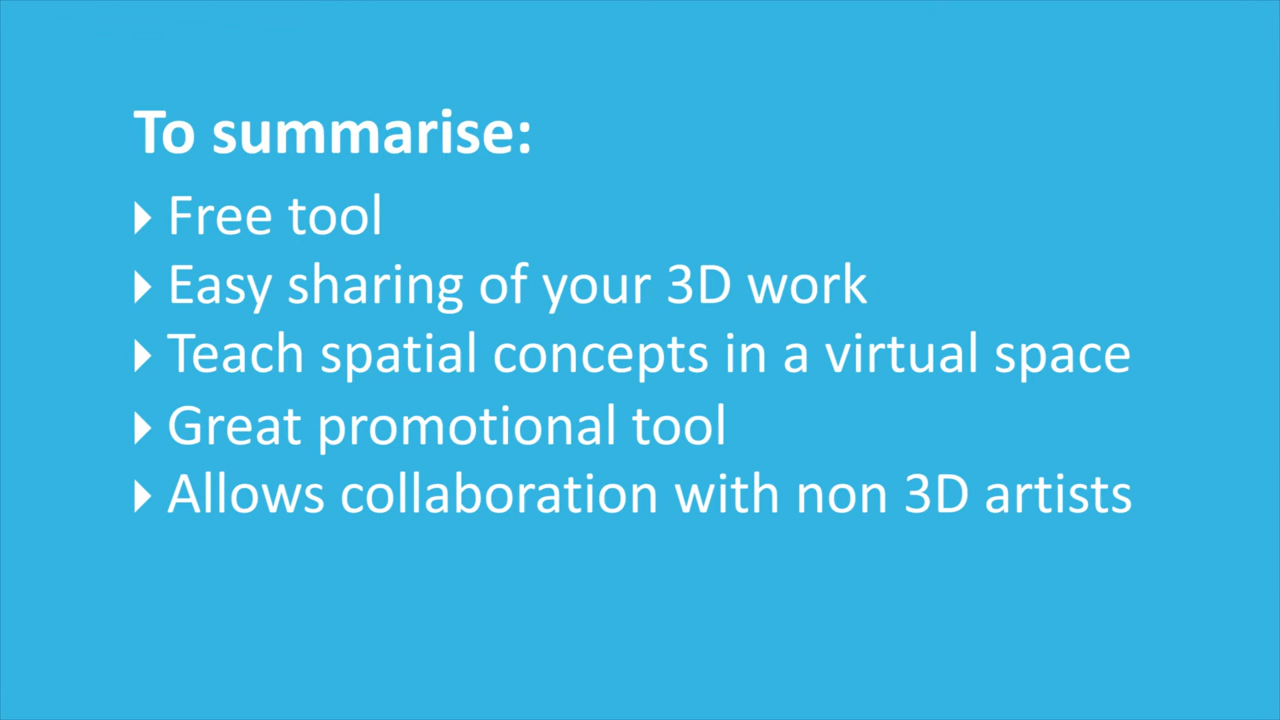 To summarise:
Free tool
Easy sharing of your 3D work
Teach spatial concepts in a virtual space
Great promotional tool
Allows collaboration with non 3D artists